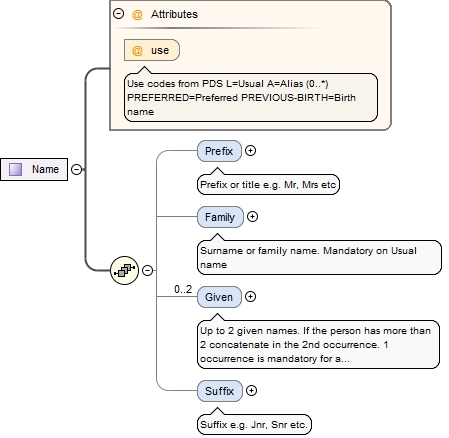 @ Attributes
@ use
Use codes from PDS L=Usual A=Alias (0..*)
PREFERRED=Preferred PREVIOUS-BIRTH=Birth
name
Name
Prefix
Prefix or title e.g. Mr, Mrs etc
Family
Surname or family name. Mandatory on Usual
name
0..2
Given
Up to 2 given names. If the person has more than
2 concatenate in the 2nd occurrence. 1
occurrence is mandatory for a...
Suffix
Suffix e.g. Jnr, Snr etc.